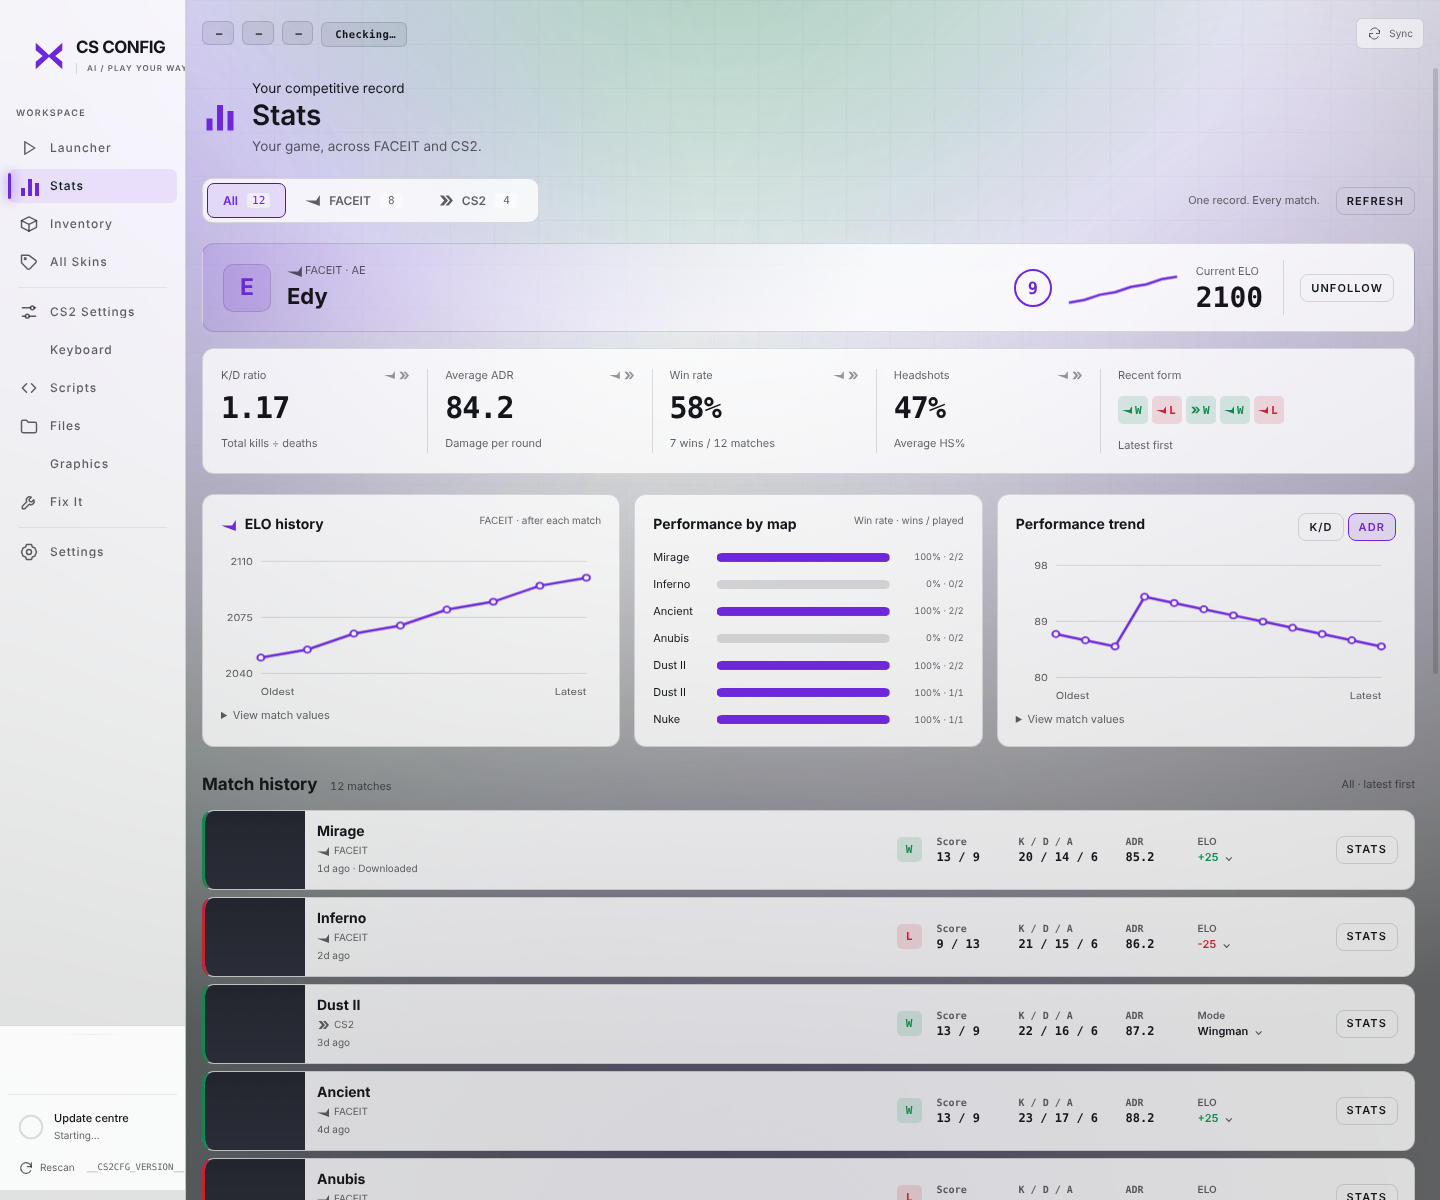 CS CONFIG
AI / PLAY YOUR WAY
WORKSPACE
Launcher
Stats
Inventory
All Skins
CS2 Settings
Keyboard
Scripts
Files
Graphics
Fix It
Settings
Update centre
Starting...
Rescan __CS2CFG_VERSION__
– – – Checking…
Sync
Your competitive record
Stats
Your game, across FACEIT and CS2.
All 12 FACEIT 8 CS2 4
One record. Every match. REFRESH
E
FACEIT · AE
Edy
9
Current ELO
2100
UNFOLLOW
K/D ratio
1.17
Total kills ÷ deaths
Average ADR
84.2
Damage per round
Win rate
58%
7 wins / 12 matches
Headshots
47%
Average HS%
Recent form
W L W W L
Latest first
ELO history FACEIT · after each match
2110
2075
2040
Oldest Latest
View match values
Performance by map Win rate · wins / played
Mirage 100% · 2/2
Inferno 0% · 0/2
Ancient 100% · 2/2
Anubis 0% · 0/2
Dust II 100% · 2/2
Dust II 100% · 1/1
Nuke 100% · 1/1
Performance trend K/D ADR
98
89
80
Oldest Latest
View match values
Match history 12 matches All · latest first
Mirage
FACEIT
1d ago · Downloaded
W
Score K / D / A ADR ELO
13 / 9 20 / 14 / 6 85.2 +25
STATS
Inferno
FACEIT
2d ago
L
Score K / D / A ADR ELO
9 / 13 21 / 15 / 6 86.2 -25
STATS
Dust II
CS2
3d ago
W
Score K / D / A ADR Mode
13 / 9 22 / 16 / 6 87.2 Wingman
STATS
Ancient
FACEIT
4d ago
W
Score K / D / A ADR ELO
13 / 9 23 / 17 / 6 88.2 +25
STATS
Anubis
FACEIT
L
Score K / D / A ADR ELO
STATS